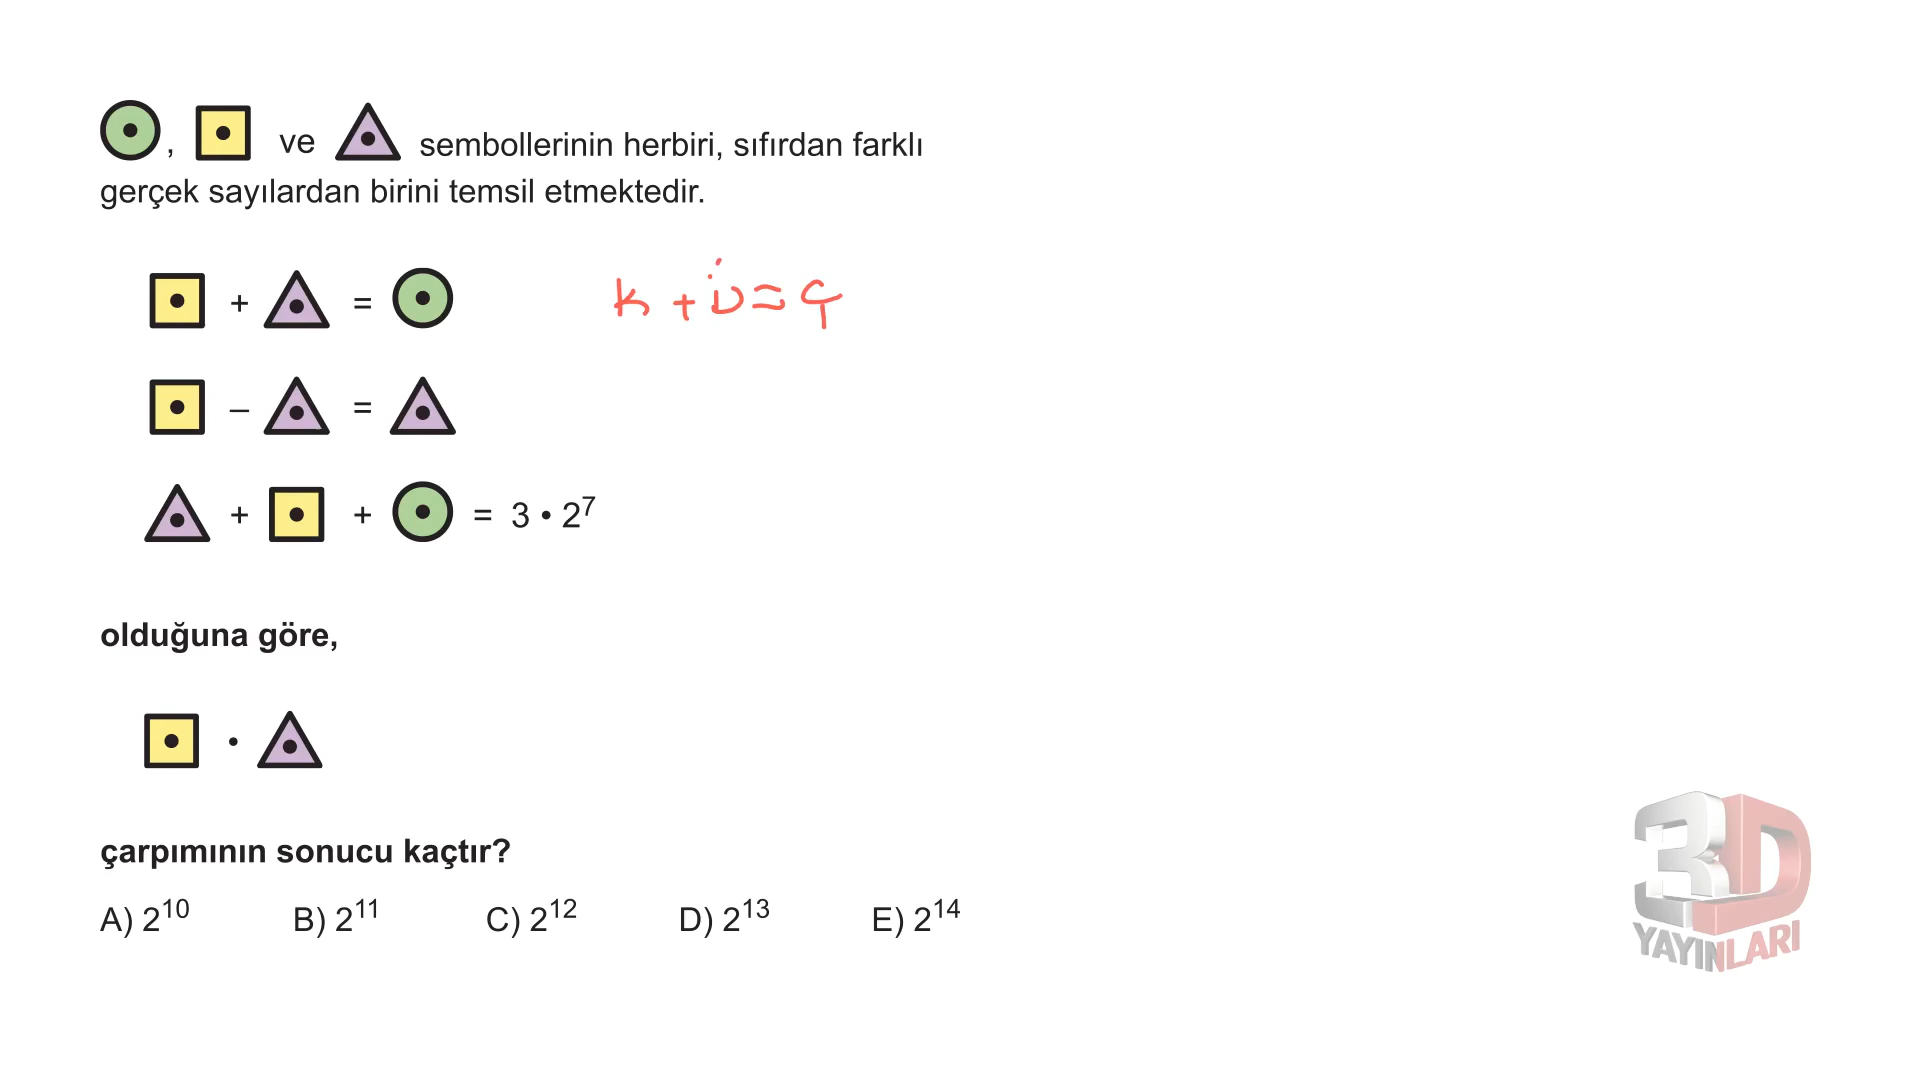 , ve sembollerinin herbiri, sıfırdan farklı
gerçek sayılardan birini temsil etmektedir.
+ =
K + Ü = Ç
– =
+ + = 3 • 2⁷
olduğuna göre,
•
çarpımının sonucu kaçtır?
A) 2¹⁰ B) 2¹¹ C) 2¹² D) 2¹³ E) 2¹⁴
3D
YAYINLARI